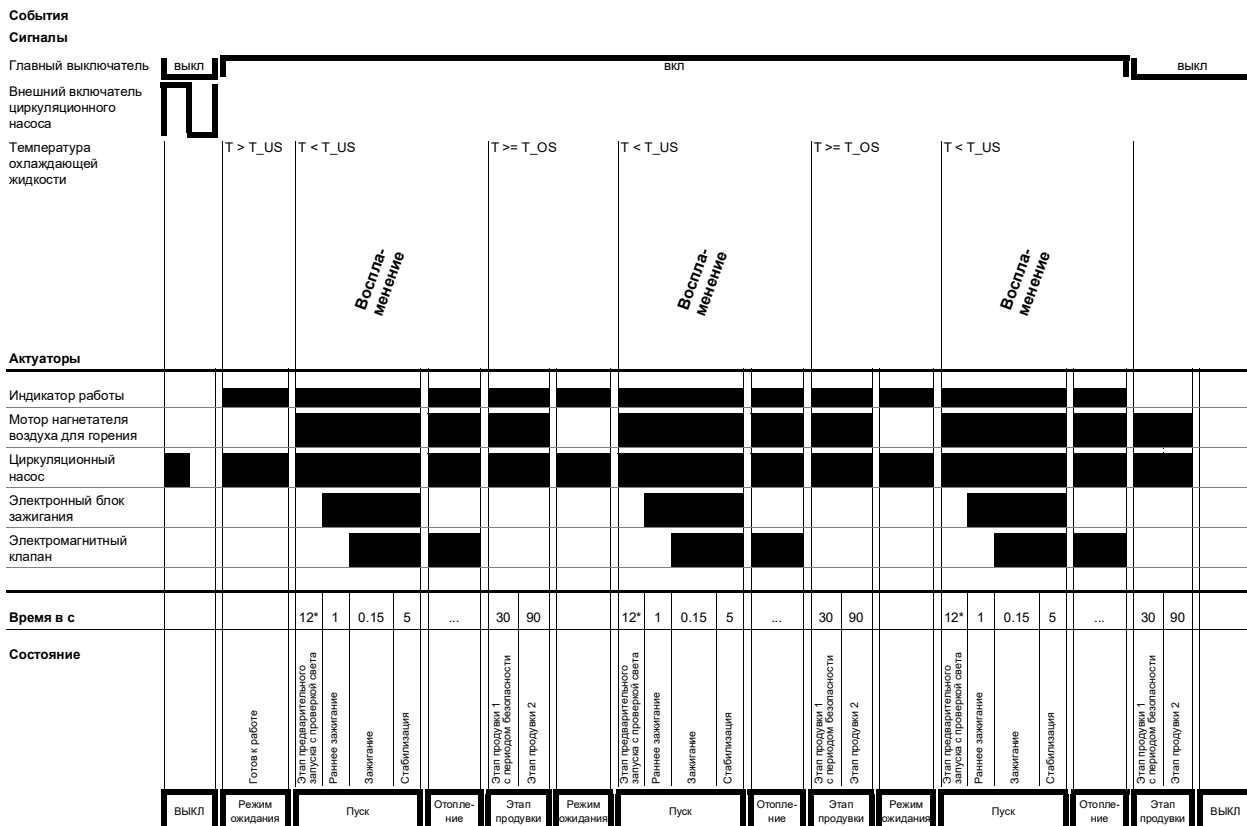 События
Сигналы
Главный выключатель
выкл
вкл
выкл
Внешний включатель
циркуляционного
насоса
Температура
охлаждающей
жидкости
T > T_US
T < T_US
T >= T_OS
T < T_US
T >= T_OS
T < T_US
Воспла-
менение
Воспла-
менение
Воспла-
менение
Актуаторы
Индикатор работы
Мотор нагнетателя
воздуха для горения
Циркуляционный
насос
Электронный блок
зажигания
Электромагнитный
клапан
Время в с
12* 1 0.15 5 ... 30 90 12* 1 0.15 5 ... 30 90 12* 1 0.15 5 ... 30 90
Состояние
Готов к работе
Этап предварительного
запуска с проверкой света
Раннее зажигание
Зажигание
Стабилизация
Этап продувки 1
с периодом безопасности
Этап продувки 2
Этап предварительного
запуска с проверкой света
Раннее зажигание
Зажигание
Стабилизация
Этап продувки 1
с периодом безопасности
Этап продувки 2
Этап предварительного
запуска с проверкой света
Раннее зажигание
Зажигание
Стабилизация
Этап продувки 1
с периодом безопасности
Этап продувки 2
ВЫКЛ
Режим
ожидания
Пуск
Отопле-
ние
Этап
продувки
Режим
ожидания
Пуск
Отопле-
ние
Этап
продувки
Режим
ожидания
Пуск
Отопле-
ние
Этап
продувки
ВЫКЛ